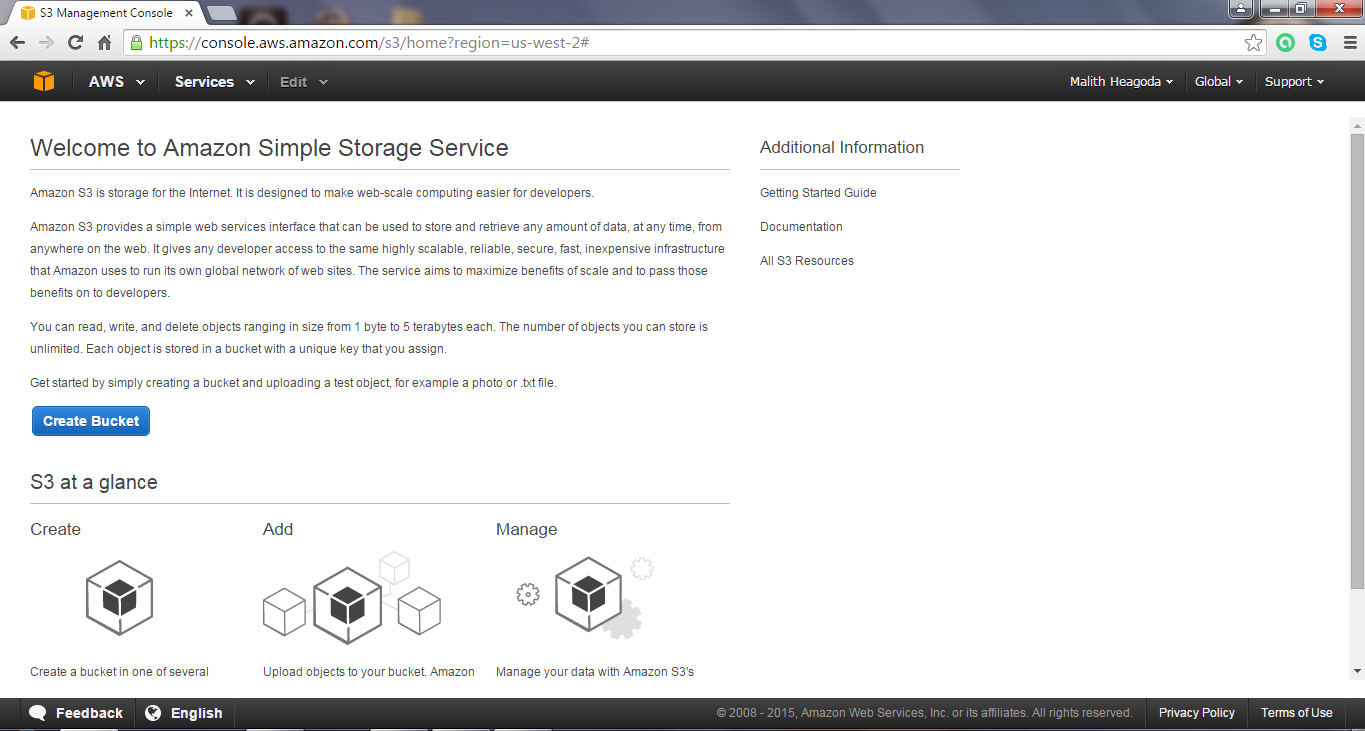 S3 Management Console
https://console.aws.amazon.com/s3/home?region=us-west-2#
AWS Services Edit Malith Heagoda Global Support
Welcome to Amazon Simple Storage Service
Amazon S3 is storage for the Internet. It is designed to make web-scale computing easier for developers.
Amazon S3 provides a simple web services interface that can be used to store and retrieve any amount of data, at any time, from
anywhere on the web. It gives any developer access to the same highly scalable, reliable, secure, fast, inexpensive infrastructure
that Amazon uses to run its own global network of web sites. The service aims to maximize benefits of scale and to pass those
benefits on to developers.
You can read, write, and delete objects ranging in size from 1 byte to 5 terabytes each. The number of objects you can store is
unlimited. Each object is stored in a bucket with a unique key that you assign.
Get started by simply creating a bucket and uploading a test object, for example a photo or .txt file.
Create Bucket
Additional Information
Getting Started Guide
Documentation
All S3 Resources
S3 at a glance
Create
Create a bucket in one of several
Add
Upload objects to your bucket. Amazon
Manage
Manage your data with Amazon S3's
Feedback English © 2008 - 2015, Amazon Web Services, Inc. or its affiliates. All rights reserved. Privacy Policy Terms of Use